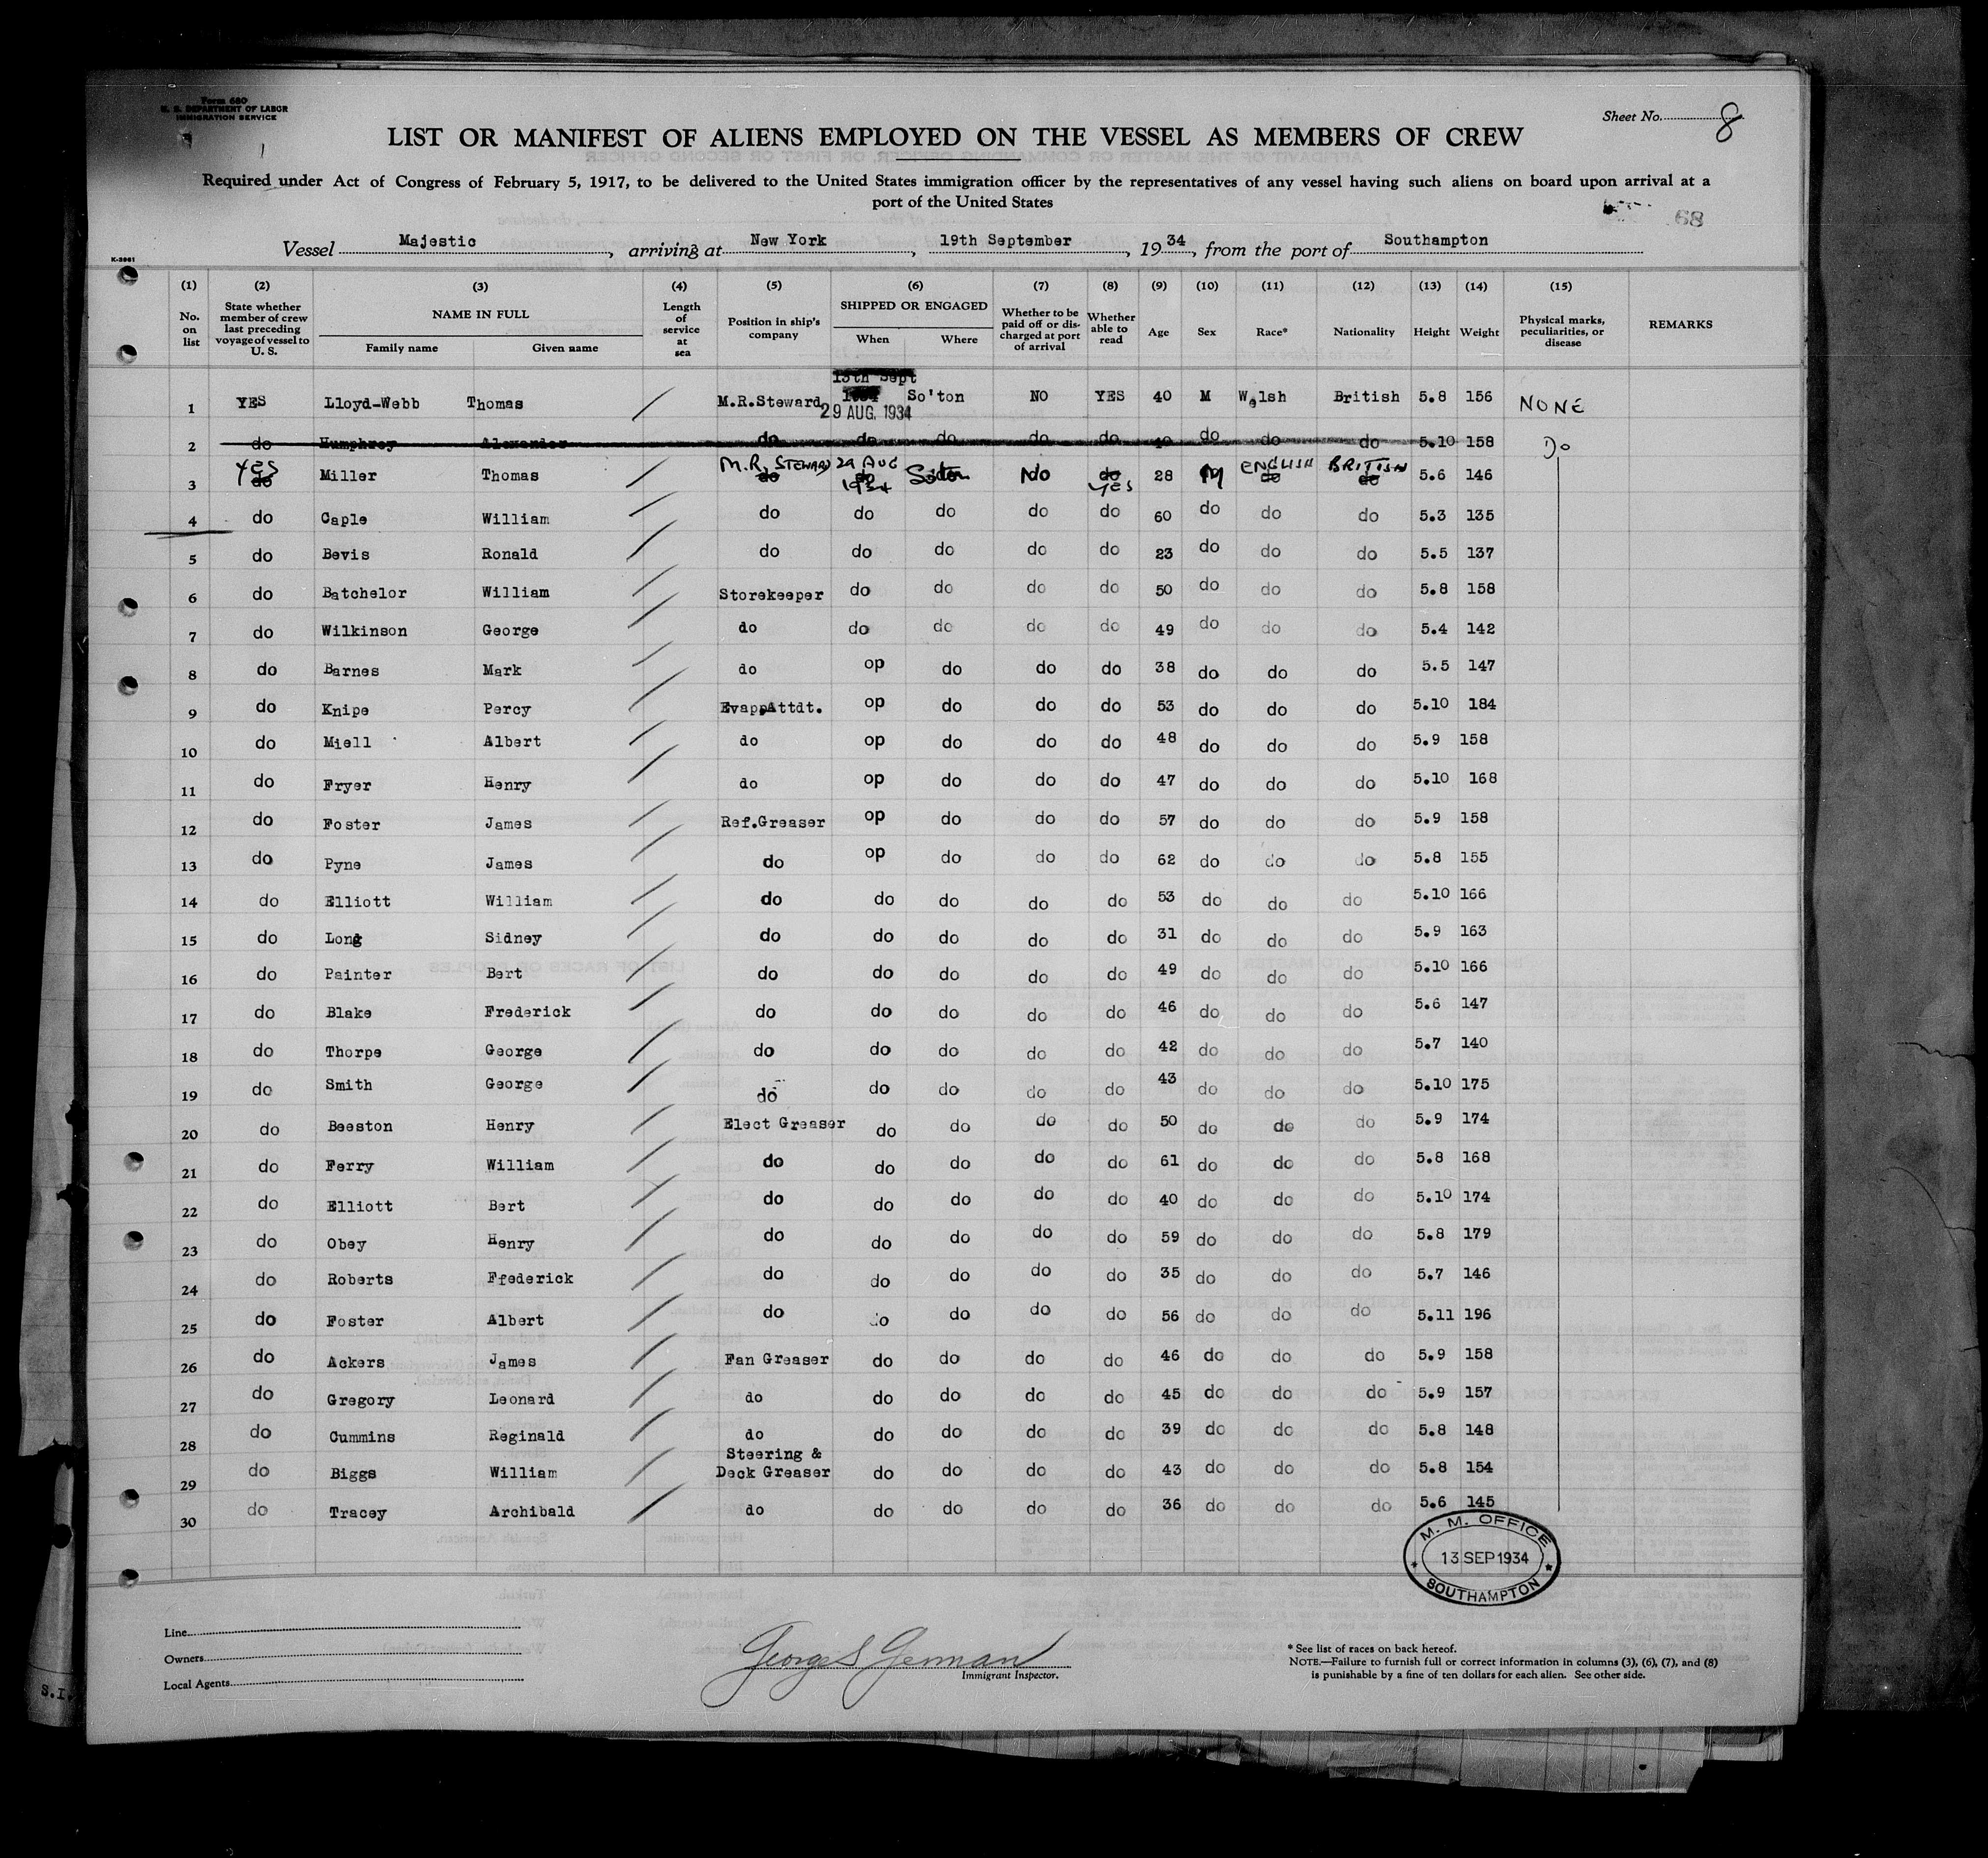 Form 680
U. S. DEPARTMENT OF LABOR
IMMIGRATION SERVICE
Sheet No. 8
LIST OR MANIFEST OF ALIENS EMPLOYED ON THE VESSEL AS MEMBERS OF CREW
Required under Act of Congress of February 5, 1917, to be delivered to the United States immigration officer by the representatives of any vessel having such aliens on board upon arrival at a
port of the United States
68
Vessel Majestic, arriving at New York, 19th September, 1934, from the port of Southampton
K-2961
(1) (2) (3) (4) (5) (6) (7) (8) (9) (10) (11) (12) (13) (14) (15)
No. on list State whether member of crew last preceding voyage of vessel to U. S. NAME IN FULL Family name Given name Length of service at sea Position in ship's company SHIPPED OR ENGAGED When Where Whether to be paid off or discharged at port of arrival Whether able to read Age Sex Race* Nationality Height Weight Physical marks, peculiarities, or disease REMARKS
13th Sept
1 YES Lloyd-Webb Thomas M.R.Steward 29 AUG. 1934 So'ton NO YES 40 M Welsh British 5.8 156 NONE
2 do Humphrey Alexander do do do do do 40 do do do 5.10 158 Do
3 YES do Miller Thomas M.R. STEWARD do 29 AUG 1934 do So'ton No do YES 28 M ENGLISH do BRITISH do 5.6 146
4 do Caple William do do do do do 60 do do do 5.3 135
5 do Bevis Ronald do do do do do 23 do do do 5.5 137
6 do Batchelor William Storekeeper do do do do 50 do do do 5.8 158
7 do Wilkinson George do do do do do 49 do do do 5.4 142
8 do Barnes Mark do op do do do 38 do do do 5.5 147
9 do Knipe Percy Evap.Attdt. op do do do 53 do do do 5.10 184
10 do Miell Albert do op do do do 48 do do do 5.9 158
11 do Fryer Henry do op do do do 47 do do do 5.10 168
12 do Foster James Ref.Greaser op do do do 57 do do do 5.9 158
13 do Pyne James do op do do do 62 do do do 5.8 155
14 do Elliott William do do do do do 53 do do do 5.10 166
15 do Long Sidney do do do do do 31 do do do 5.9 163
16 do Painter Bert do do do do do 49 do do do 5.10 166
17 do Blake Frederick do do do do do 46 do do do 5.6 147
18 do Thorpe George do do do do do 42 do do do 5.7 140
19 do Smith George do do do do do 43 do do do 5.10 175
20 do Beeston Henry Elect Greaser do do do do 50 do do do 5.9 174
21 do Ferry William do do do do do 61 do do do 5.8 168
22 do Elliott Bert do do do do do 40 do do do 5.10 174
23 do Obey Henry do do do do do 59 do do do 5.8 179
24 do Roberts Frederick do do do do do 35 do do do 5.7 146
25 do Foster Albert do do do do do 56 do do do 5.11 196
26 do Ackers James Fan Greaser do do do do 46 do do do 5.9 158
27 do Gregory Leonard do do do do do 45 do do do 5.9 157
28 do Cummins Reginald do do do do do 39 do do do 5.8 148
29 do Biggs William Steering & Deck Greaser do do do do 43 do do do 5.8 154
30 do Tracey Archibald do do do do do 36 do do do 5.6 145
M. M. OFFICE
13 SEP 1934
SOUTHAMPTON
Line
Owners
Local Agents
George S German
Immigrant Inspector.
* See list of races on back hereof.
NOTE.—Failure to furnish full or correct information in columns (3), (6), (7), and (8)
is punishable by a fine of ten dollars for each alien. See other side.
S.I.